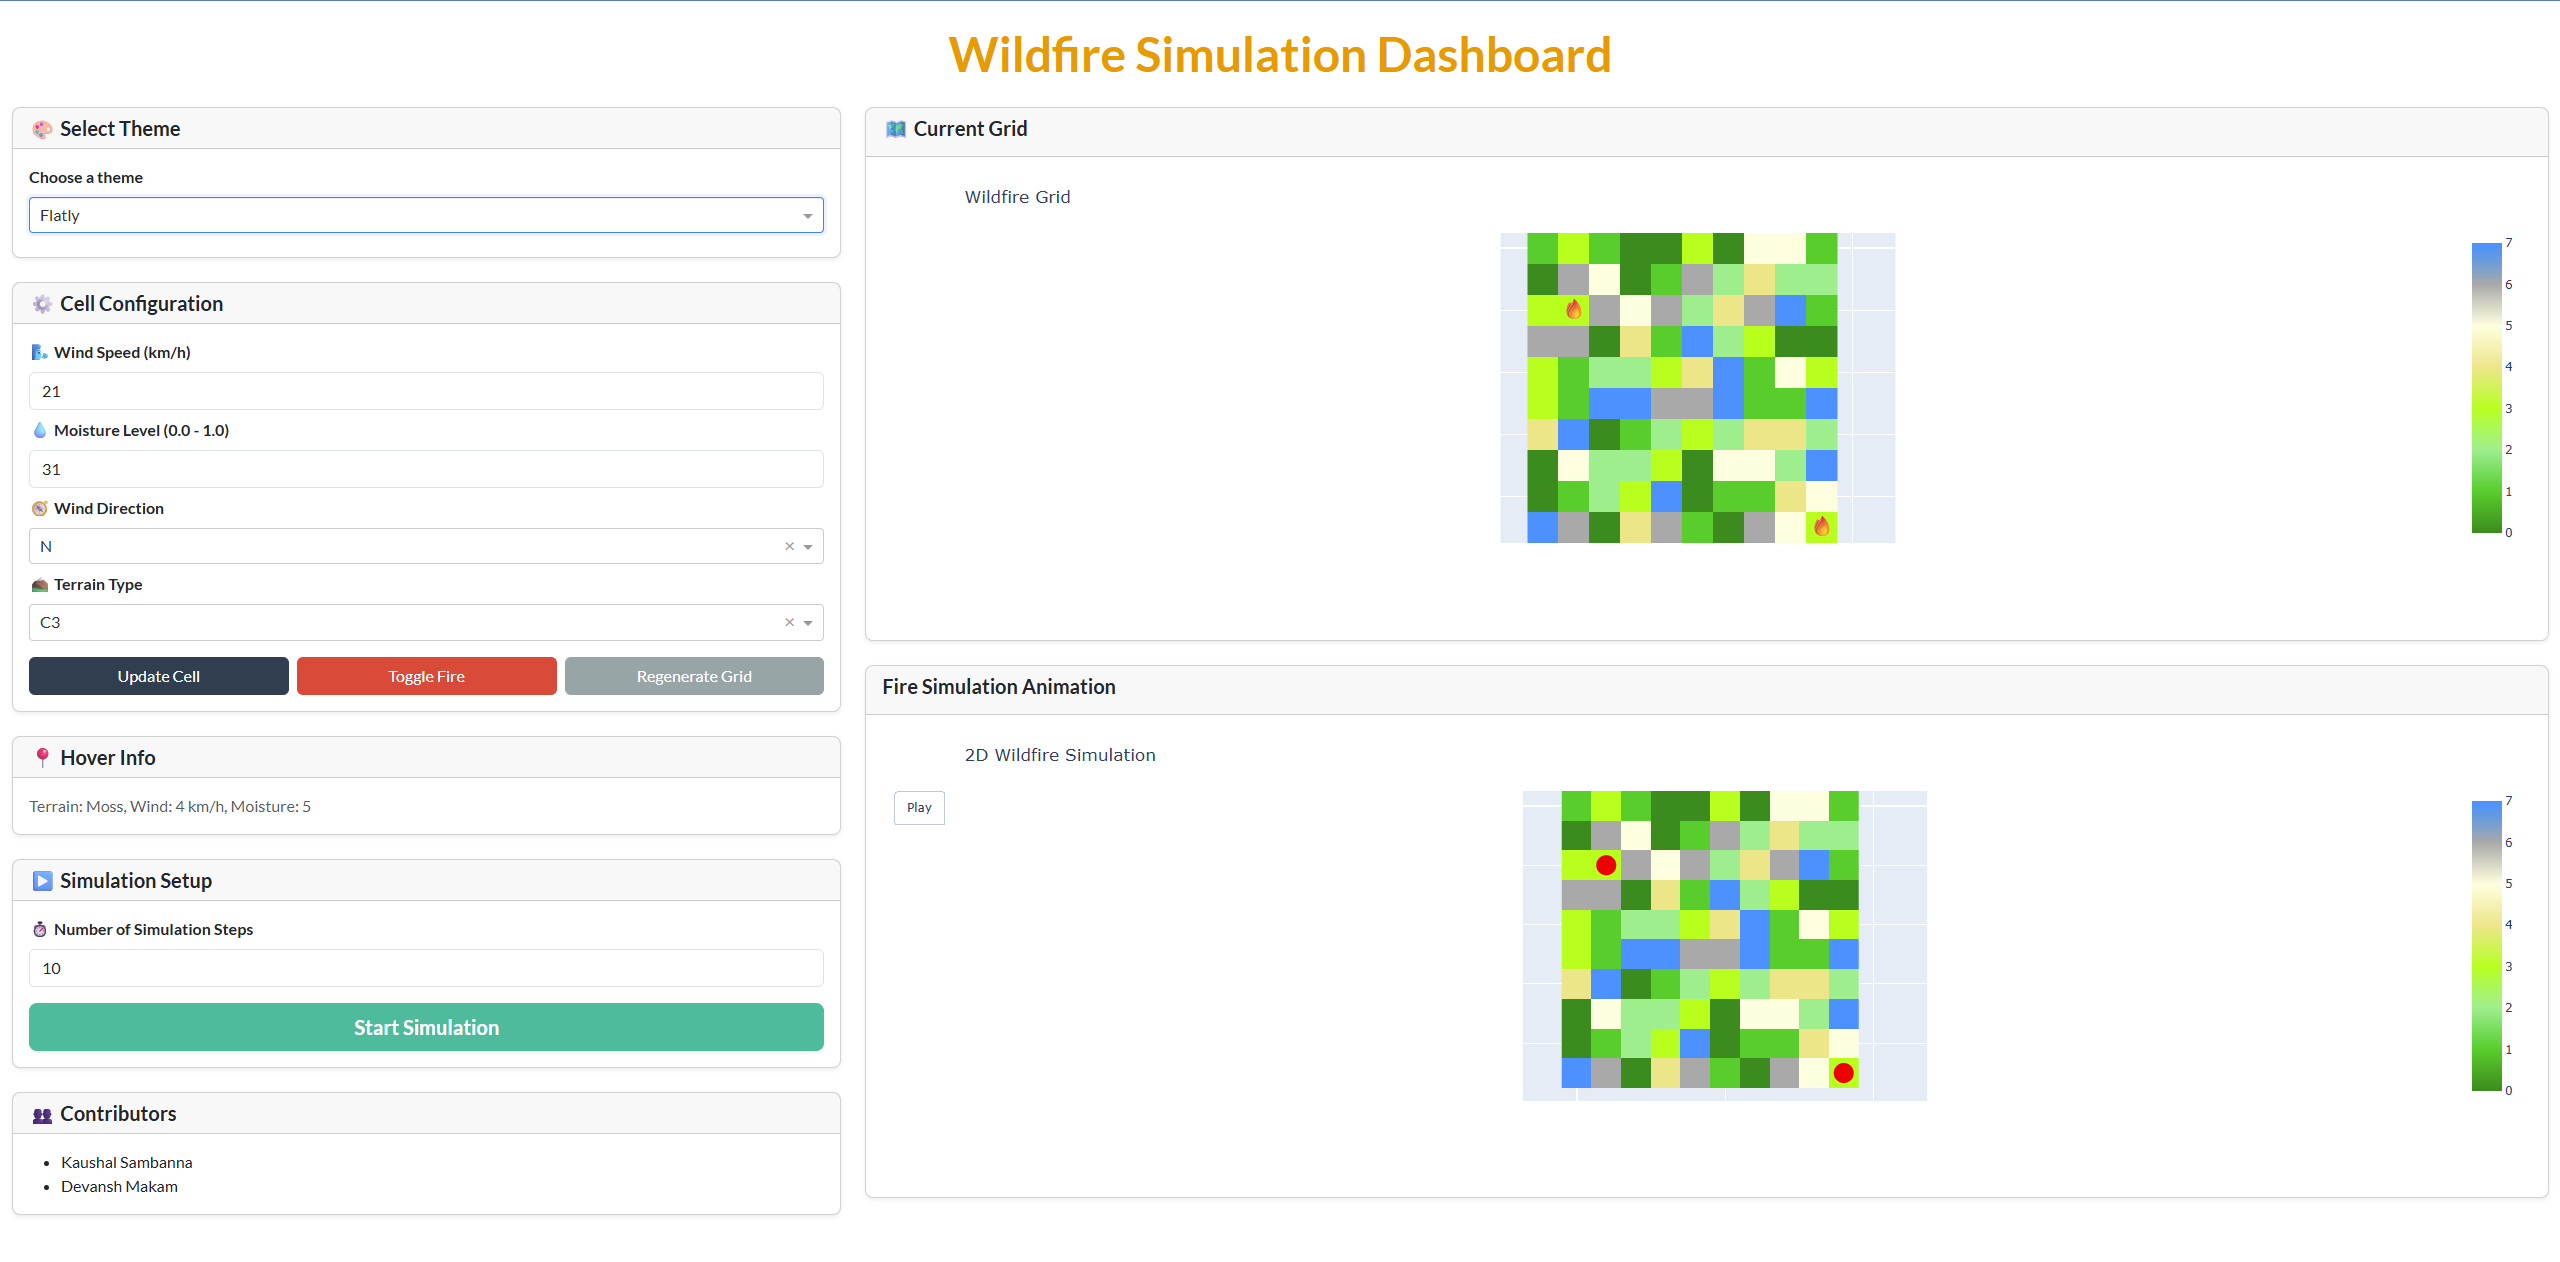 Wildfire Simulation Dashboard
Select Theme
Choose a theme
Flatly
Cell Configuration
Wind Speed (km/h)
21
Moisture Level (0.0 - 1.0)
31
Wind Direction
N
Terrain Type
C3
Update Cell
Toggle Fire
Regenerate Grid
Hover Info
Terrain: Moss, Wind: 4 km/h, Moisture: 5
Simulation Setup
Number of Simulation Steps
10
Start Simulation
Contributors
Kaushal Sambanna
Devansh Makam
Current Grid
Wildfire Grid
7
6
5
4
3
2
1
0
Fire Simulation Animation
2D Wildfire Simulation
Play
7
6
5
4
3
2
1
0